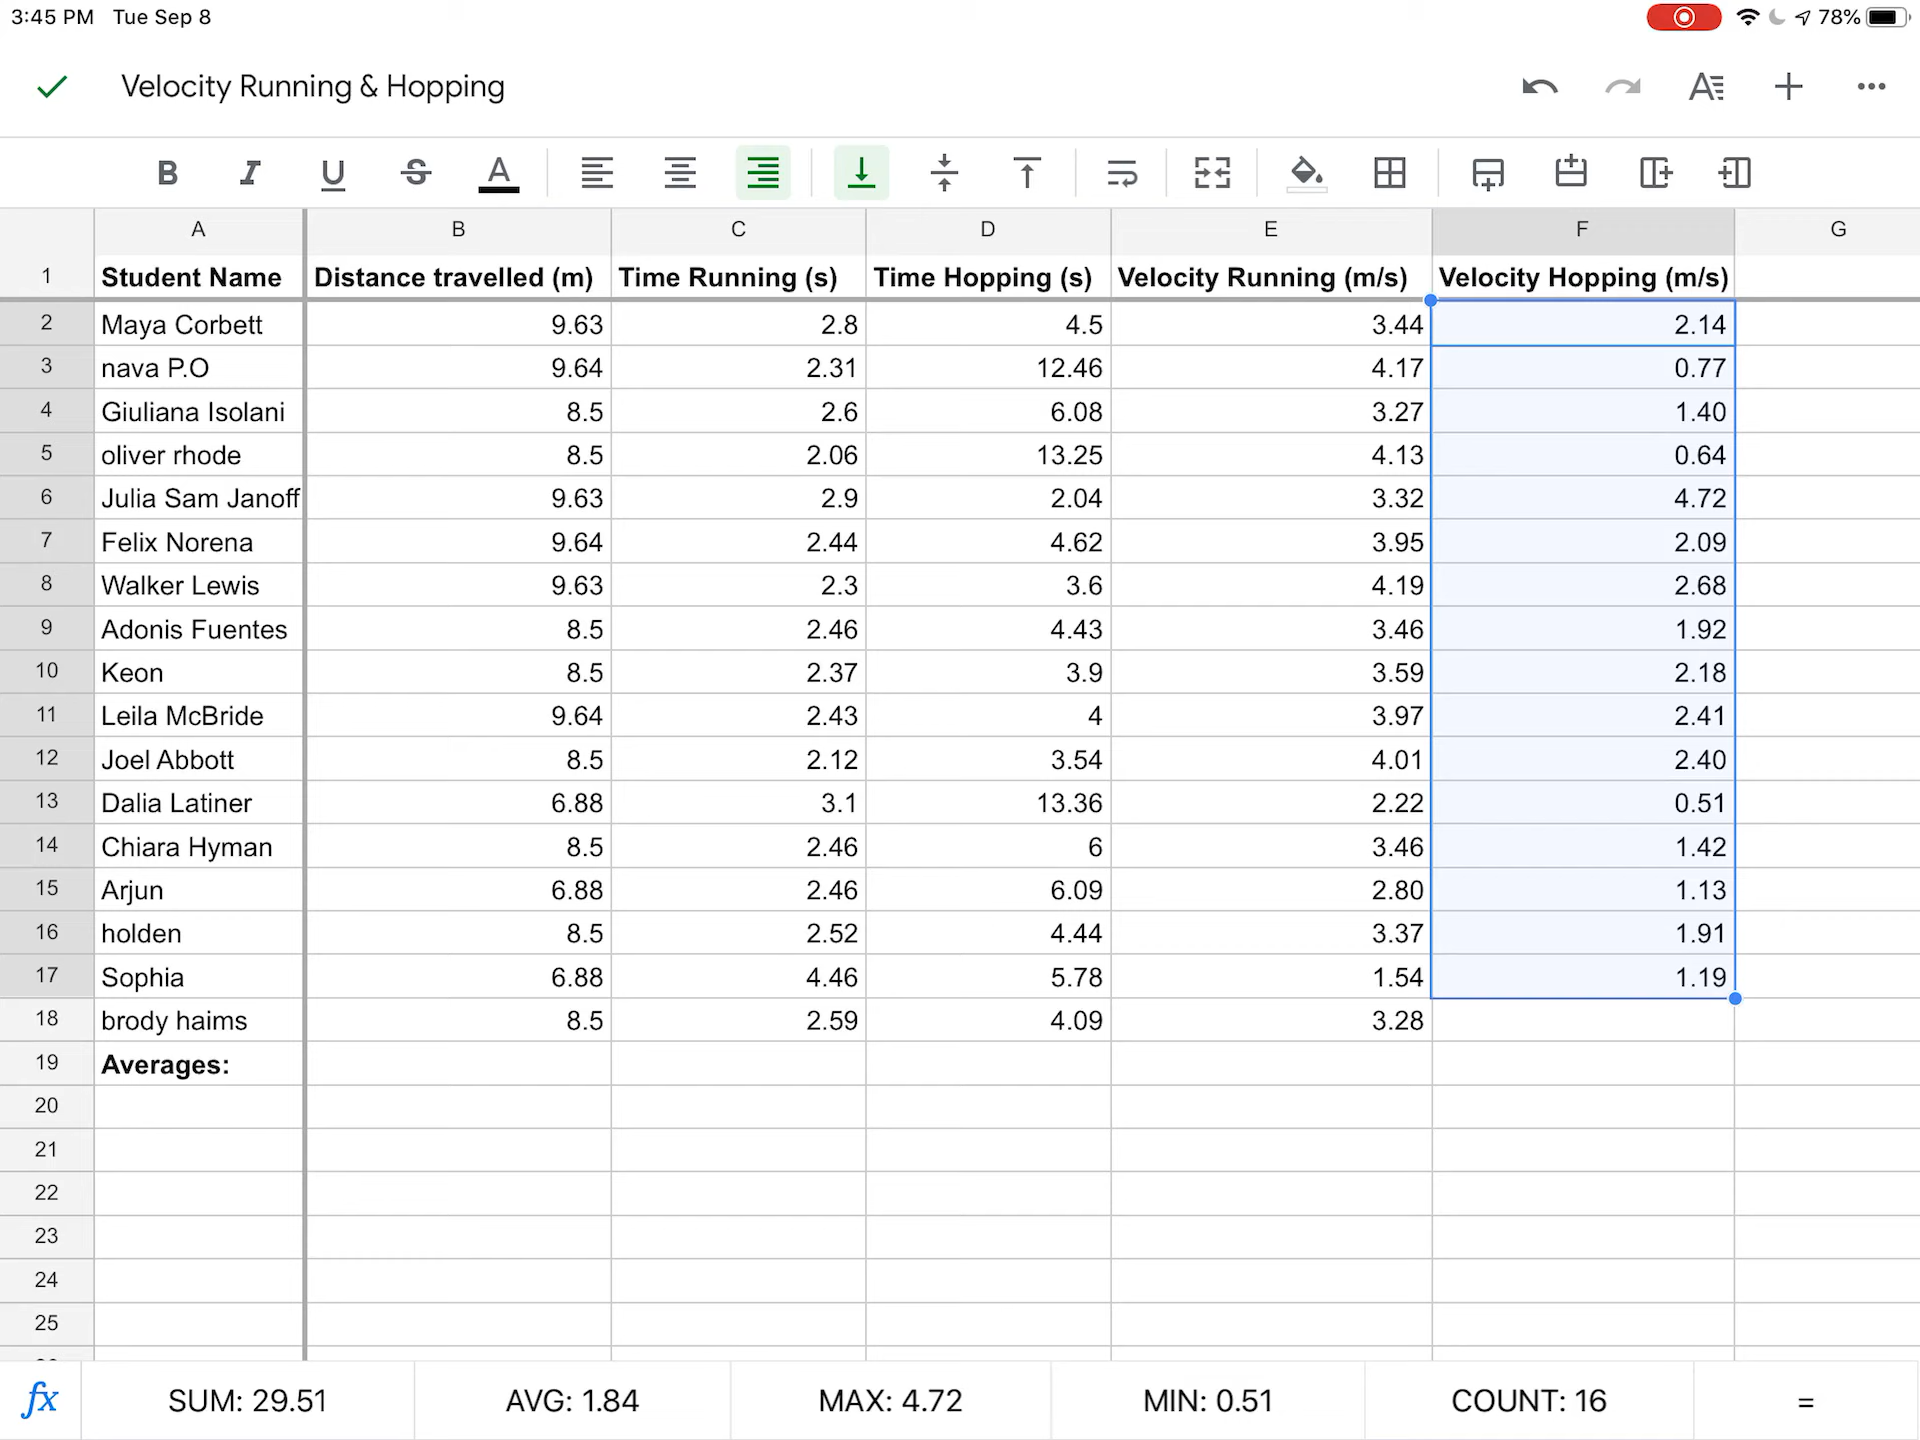 3:45 PM Tue Sep 8 78%
Velocity Running & Hopping
B I U S A
A B C D E F G
1 Student Name Distance travelled (m) Time Running (s) Time Hopping (s) Velocity Running (m/s) Velocity Hopping (m/s)
2 Maya Corbett 9.63 2.8 4.5 3.44 2.14
3 nava P.O 9.64 2.31 12.46 4.17 0.77
4 Giuliana Isolani 8.5 2.6 6.08 3.27 1.40
5 oliver rhode 8.5 2.06 13.25 4.13 0.64
6 Julia Sam Janoff 9.63 2.9 2.04 3.32 4.72
7 Felix Norena 9.64 2.44 4.62 3.95 2.09
8 Walker Lewis 9.63 2.3 3.6 4.19 2.68
9 Adonis Fuentes 8.5 2.46 4.43 3.46 1.92
10 Keon 8.5 2.37 3.9 3.59 2.18
11 Leila McBride 9.64 2.43 4 3.97 2.41
12 Joel Abbott 8.5 2.12 3.54 4.01 2.40
13 Dalia Latiner 6.88 3.1 13.36 2.22 0.51
14 Chiara Hyman 8.5 2.46 6 3.46 1.42
15 Arjun 6.88 2.46 6.09 2.80 1.13
16 holden 8.5 2.52 4.44 3.37 1.91
17 Sophia 6.88 4.46 5.78 1.54 1.19
18 brody haims 8.5 2.59 4.09 3.28
19 Averages:
20
21
22
23
24
25
fx SUM: 29.51 AVG: 1.84 MAX: 4.72 MIN: 0.51 COUNT: 16 =